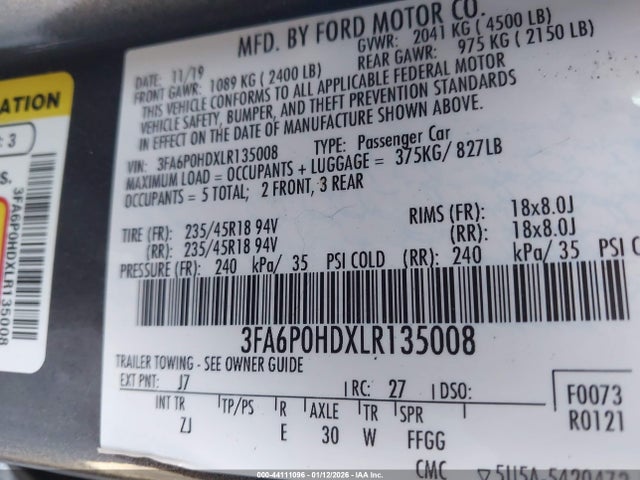 MFD. BY FORD MOTOR CO.
DATE: 11/19 GVWR: 2041 KG ( 4500 LB)
FRONT GAWR: 1089 KG ( 2400 LB) REAR GAWR: 975 KG ( 2150 LB)
THIS VEHICLE CONFORMS TO ALL APPLICABLE FEDERAL MOTOR
VEHICLE SAFETY, BUMPER, AND THEFT PREVENTION STANDARDS
IN EFFECT ON THE DATE OF MANUFACTURE SHOWN ABOVE.
VIN: 3FA6P0HDXLR135008 TYPE: Passenger Car
MAXIMUM LOAD = OCCUPANTS + LUGGAGE = 375KG/ 827LB
OCCUPANTS = 5 TOTAL; 2 FRONT, 3 REAR
TIRE (FR): 235/45R18 94V RIMS (FR): 18x8.0J
(RR): 235/45R18 94V (RR): 18x8.0J
PRESSURE (FR): 240 kPa/ 35 PSI COLD (RR): 240 kPa/ 35 PSI C
3FA6P0HDXLR135008
TRAILER TOWING - SEE OWNER GUIDE
EXT PNT: J7 RC: 27 DSO: F0073
INT TR TP/PS R AXLE TR SPR R0121
ZJ E 30 W FFGG
CMC
ATION
: 3
S.
3FA6P0HDXLR135008
000-44111096 - 01/12/2026 - IAAI.COM